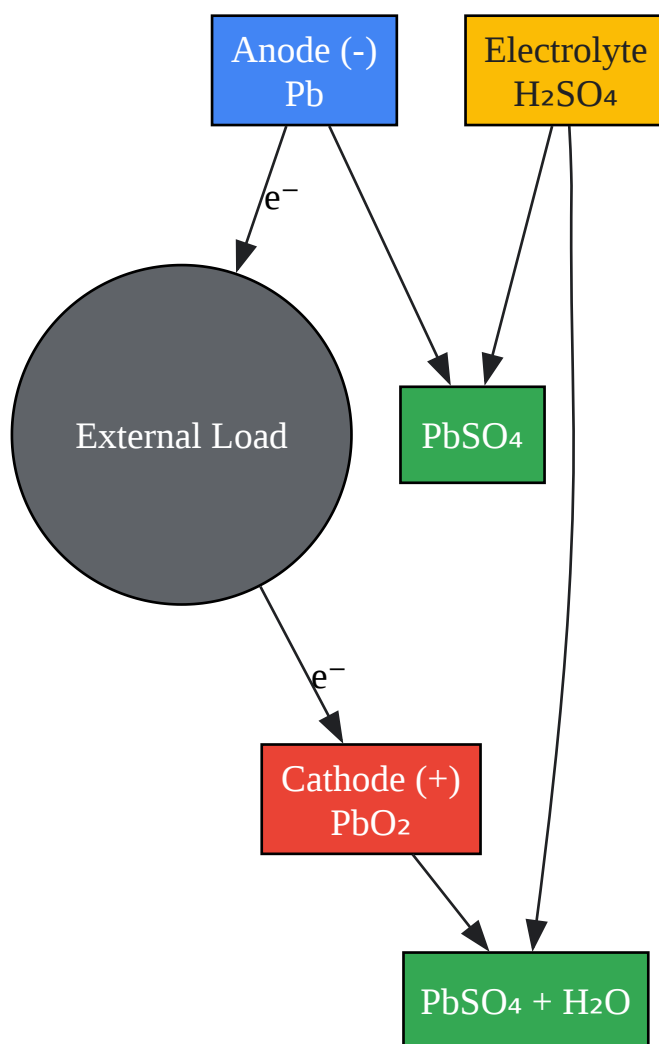 Anode (-)
Pb
Electrolyte
H₂SO₄
e⁻
External Load
PbSO₄
e⁻
Cathode (+)
PbO₂
PbSO₄ + H₂O